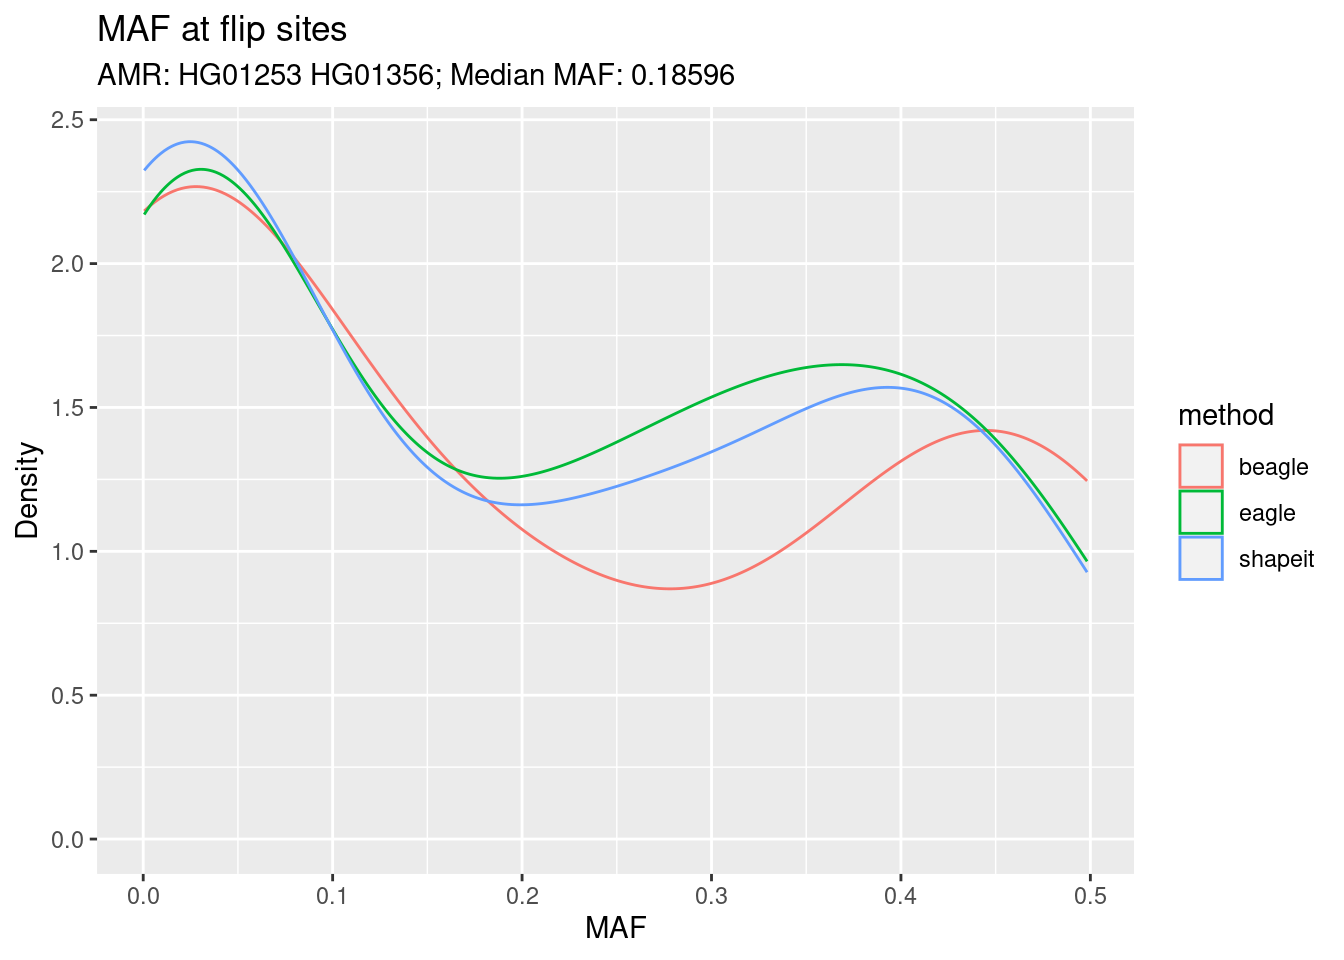 MAF at flip sites
AMR: HG01253 HG01356; Median MAF: 0.18596
2.5
2.0
1.5
1.0
0.5
0.0
Density
0.0 0.1 0.2 0.3 0.4 0.5
MAF
method
beagle
eagle
shapeit